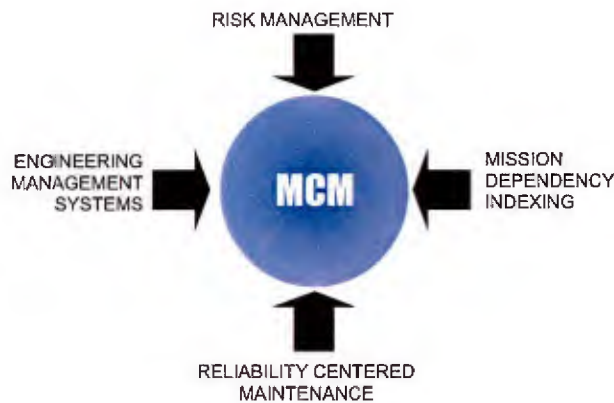 RISK MANAGEMENT
ENGINEERING
MANAGEMENT
SYSTEMS
MCM
MISSION
DEPENDENCY
INDEXING
RELIABILITY CENTERED
MAINTENANCE